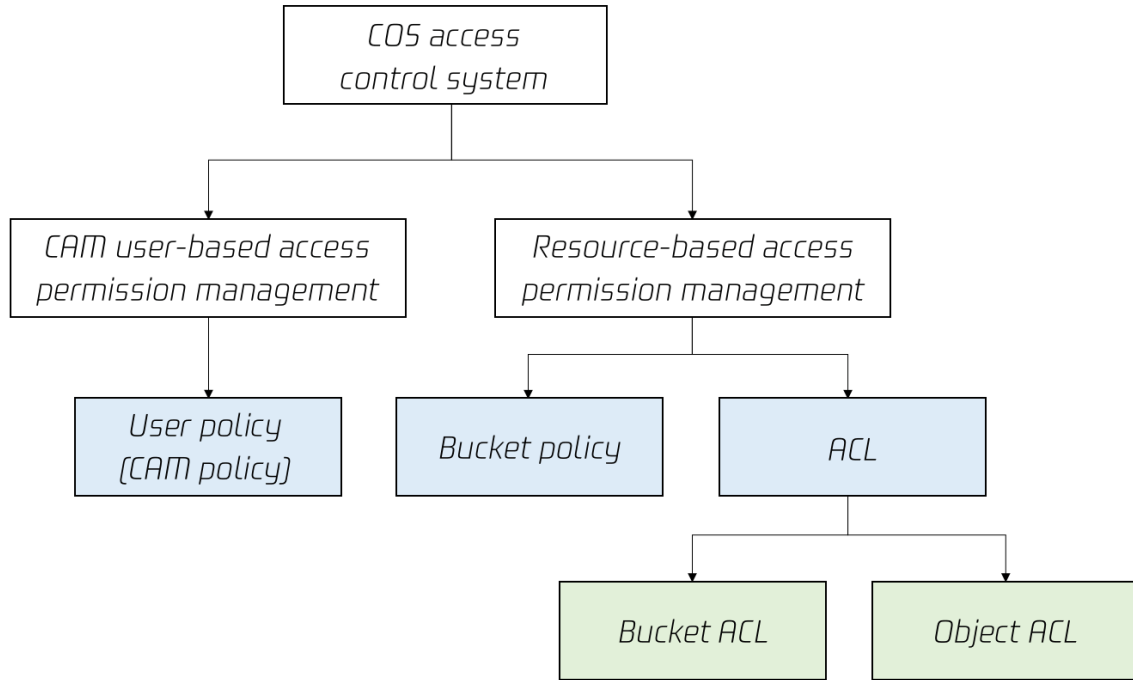 COS access
control system
CAM user-based access
permission management
Resource-based access
permission management
User policy
(CAM policy)
Bucket policy
ACL
Bucket ACL
Object ACL